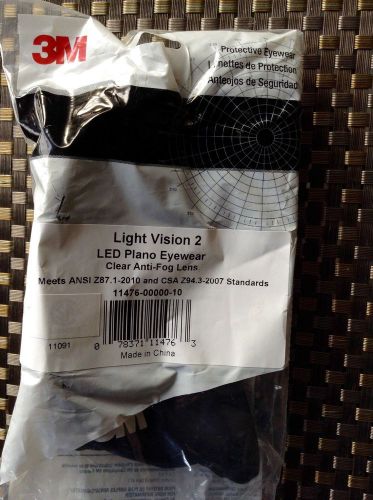 3M
Protective Eyewear
Lunettes de Protection
Anteojos de Seguridad
Light Vision 2
LED Plano Eyewear
Clear Anti-Fog Lens
Meets ANSI Z87.1-2010 and CSA Z94.3-2007 Standards
11476-00000-10
11091
0 78371 11476 3
Made in China